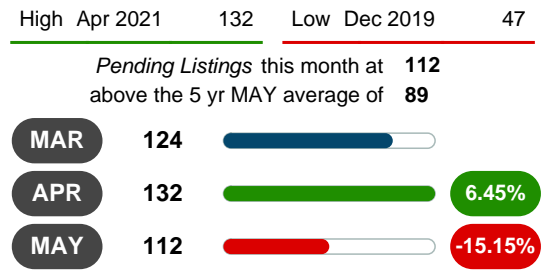 High Apr 2021 132 Low Dec 2019 47
Pending Listings this month at 112
above the 5 yr MAY average of 89
MAR 124
APR 132 6.45%
MAY 112 -15.15%